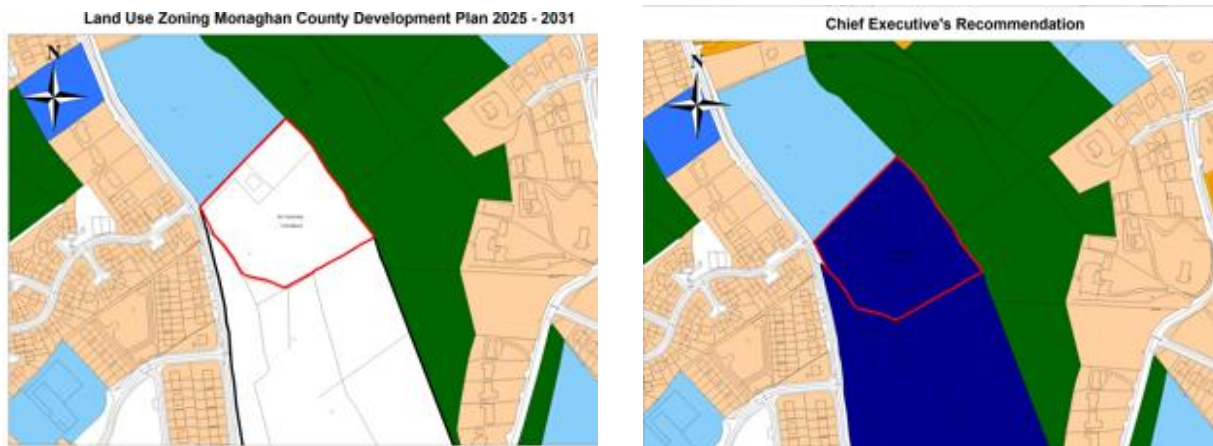 Land Use Zoning Monaghan County Development Plan 2025 - 2031
N
Chief Executive's Recommendation
N